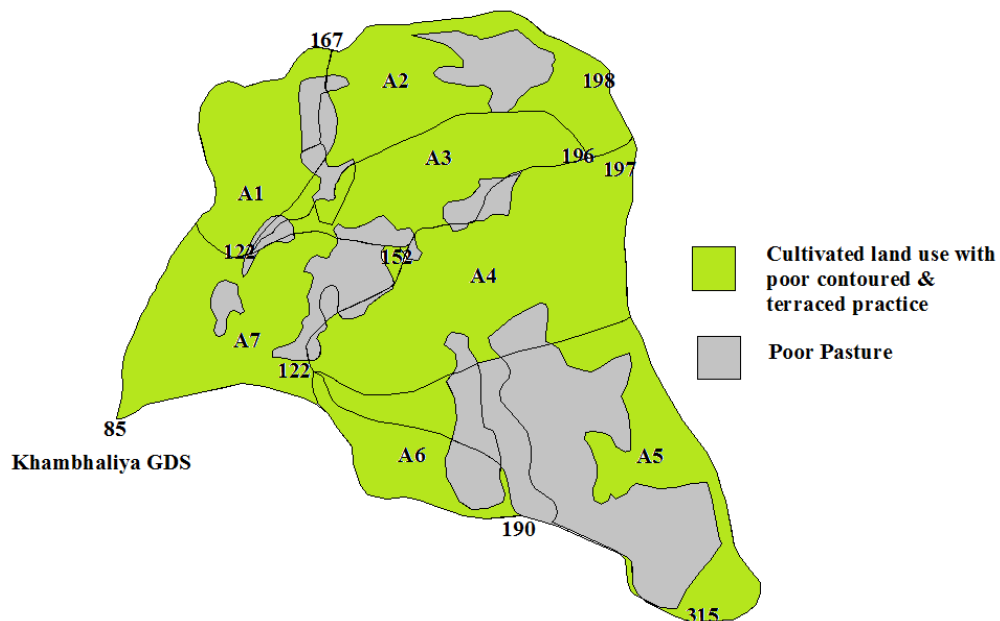 167
A2
198
A3
196
197
A1
122
152
A4
Cultivated land use with
poor contoured &
terraced practice
A7
Poor Pasture
122
85
Khambhaliya GDS
A6
A5
190
315